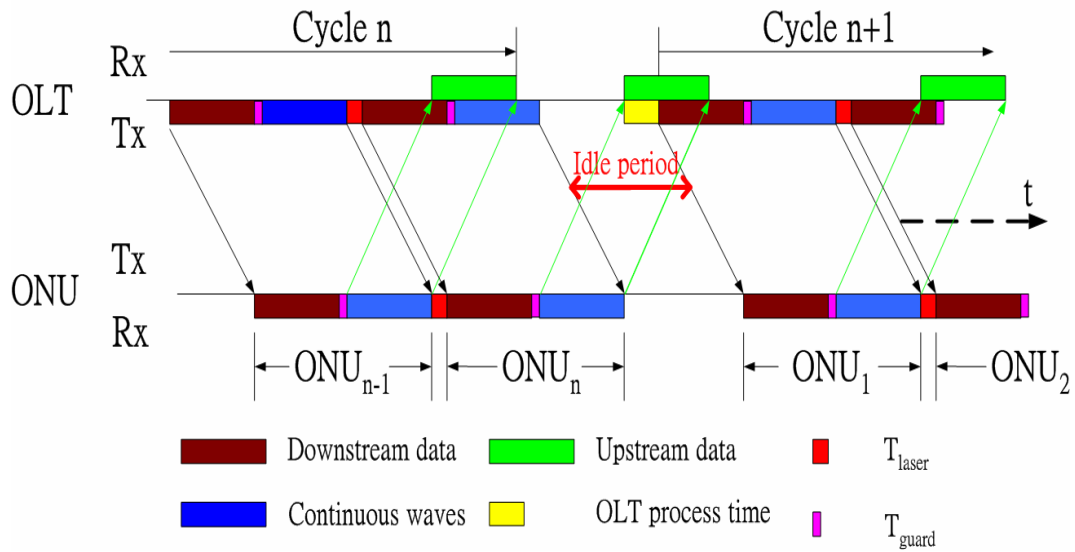 Cycle n
Cycle n+1
Rx
OLT
Tx
Idle period
t
Tx
ONU
Rx
ONUn-1
ONUn
ONU1
ONU2
Downstream data
Upstream data
Tlaser
Continuous waves
OLT process time
Tguard